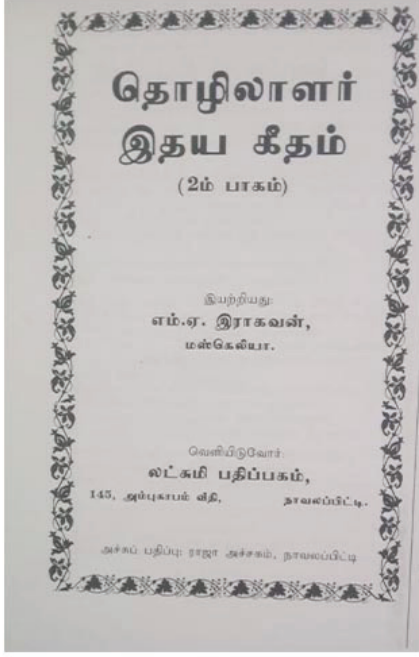 தொழிலாளர்
இதய கீதம்
(2ம் பாகம்)
இயற்றியது:
எம்.ஏ. இராகவன்,
மஸ்கெலியா.
வெளியிடுவோர்:
லட்சுமி பதிப்பகம்,
145, அம்புகாபம் வீதி, நாவலப்பிட்டி.
அச்சுப் பதிப்பு: ராஜா அச்சகம், நாவலப்பிட்டி